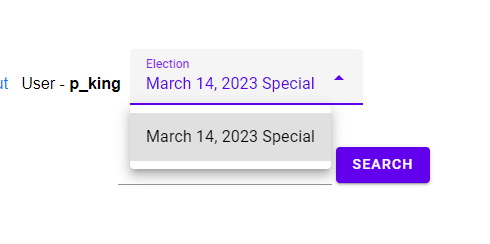 Election
ut User - p_king March 14, 2023 Special
March 14, 2023 Special
SEARCH